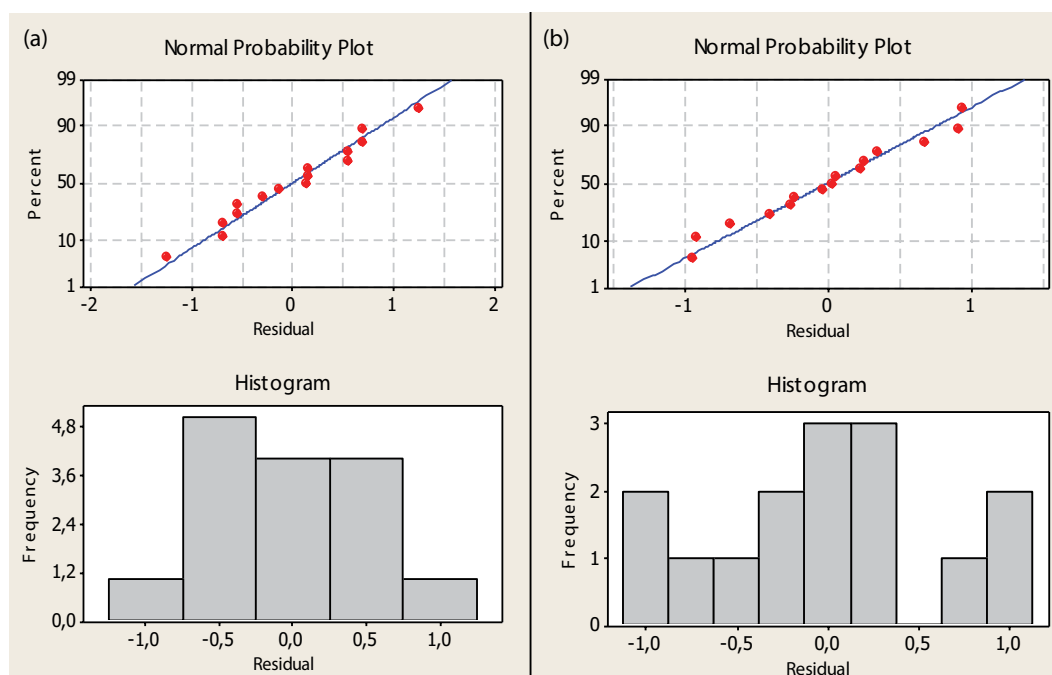 (a)
Normal Probability Plot
99
90
50
10
1
Percent
-2 -1 0 1 2
Residual
Histogram
4,8
3,6
2,4
1,2
0,0
Frequency
-1,0 -0,5 0,0 0,5 1,0
Residual
(b)
Normal Probability Plot
99
90
50
10
1
Percent
-1 0 1
Residual
Histogram
3
2
1
0
Frequency
-1,0 -0,5 0,0 0,5 1,0
Residual